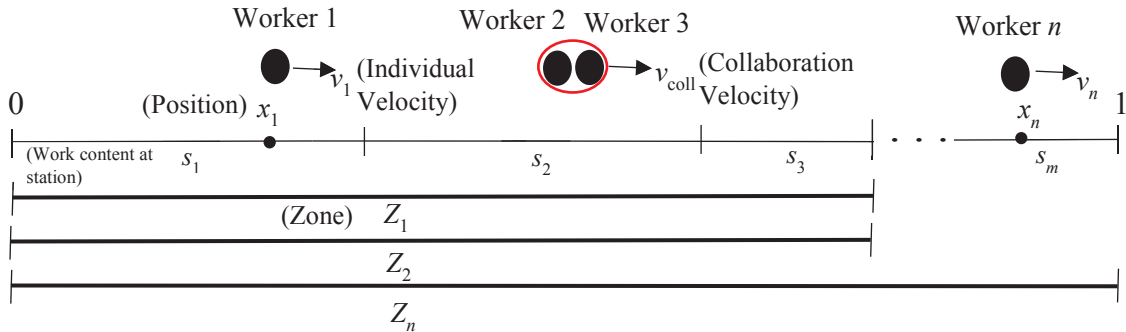 Worker 1
Worker 2
Worker 3
Worker n
(Individual
Velocity)
(Collaboration
Velocity)
v1
vcoll
vn
0
(Position)
x1
xn
1
(Work content at
station)
s1
s2
s3
. . . .
sm
(Zone)
Z1
Z2
Zn